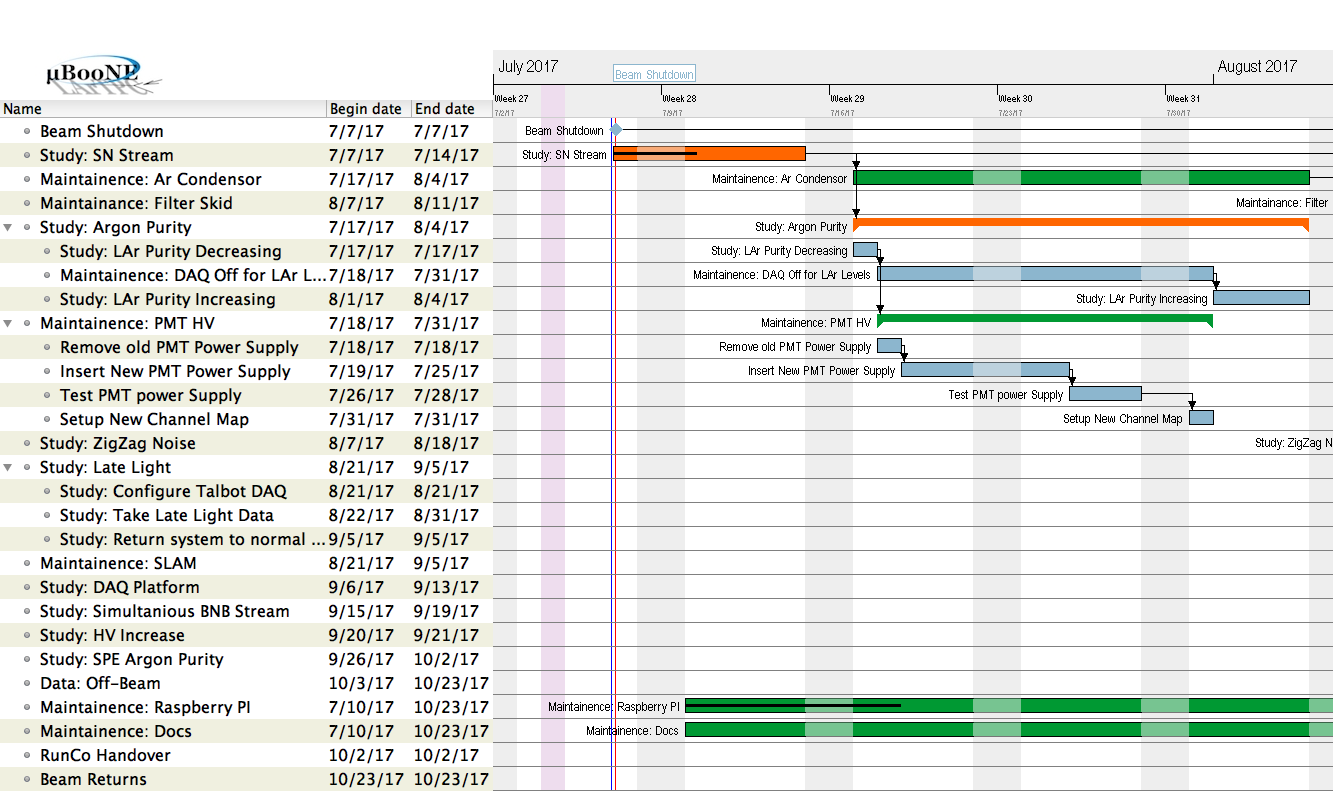 µBooNE
LArTPC
July 2017
August 2017
Beam Shutdown
Name Begin date End date
Week 27 Week 28 Week 29 Week 30 Week 31
7/2/17 7/9/17 7/16/17 7/23/17 7/30/17
Beam Shutdown 7/7/17 7/7/17 Beam Shutdown
Study: SN Stream 7/7/17 7/14/17 Study: SN Stream
Maintainence: Ar Condensor 7/17/17 8/4/17 Maintainence: Ar Condensor
Maintainance: Filter Skid 8/7/17 8/11/17 Maintainance: Filter
Study: Argon Purity 7/17/17 8/4/17 Study: Argon Purity
Study: LAr Purity Decreasing 7/17/17 7/17/17 Study: LAr Purity Decreasing
Maintainence: DAQ Off for LAr L... 7/18/17 7/31/17 Maintainence: DAQ Off for LAr Levels
Study: LAr Purity Increasing 8/1/17 8/4/17 Study: LAr Purity Increasing
Maintainence: PMT HV 7/18/17 7/31/17 Maintainence: PMT HV
Remove old PMT Power Supply 7/18/17 7/18/17 Remove old PMT Power Supply
Insert New PMT Power Supply 7/19/17 7/25/17 Insert New PMT Power Supply
Test PMT power Supply 7/26/17 7/28/17 Test PMT power Supply
Setup New Channel Map 7/31/17 7/31/17 Setup New Channel Map
Study: ZigZag Noise 8/7/17 8/18/17 Study: ZigZag N
Study: Late Light 8/21/17 9/5/17
Study: Configure Talbot DAQ 8/21/17 8/21/17
Study: Take Late Light Data 8/22/17 8/31/17
Study: Return system to normal ... 9/5/17 9/5/17
Maintainence: SLAM 8/21/17 9/5/17
Study: DAQ Platform 9/6/17 9/13/17
Study: Simultanious BNB Stream 9/15/17 9/19/17
Study: HV Increase 9/20/17 9/21/17
Study: SPE Argon Purity 9/26/17 10/2/17
Data: Off-Beam 10/3/17 10/23/17
Maintainence: Raspberry PI 7/10/17 10/23/17 Maintainence: Raspberry PI
Maintainence: Docs 7/10/17 10/23/17 Maintainence: Docs
RunCo Handover 10/2/17 10/2/17
Beam Returns 10/23/17 10/23/17